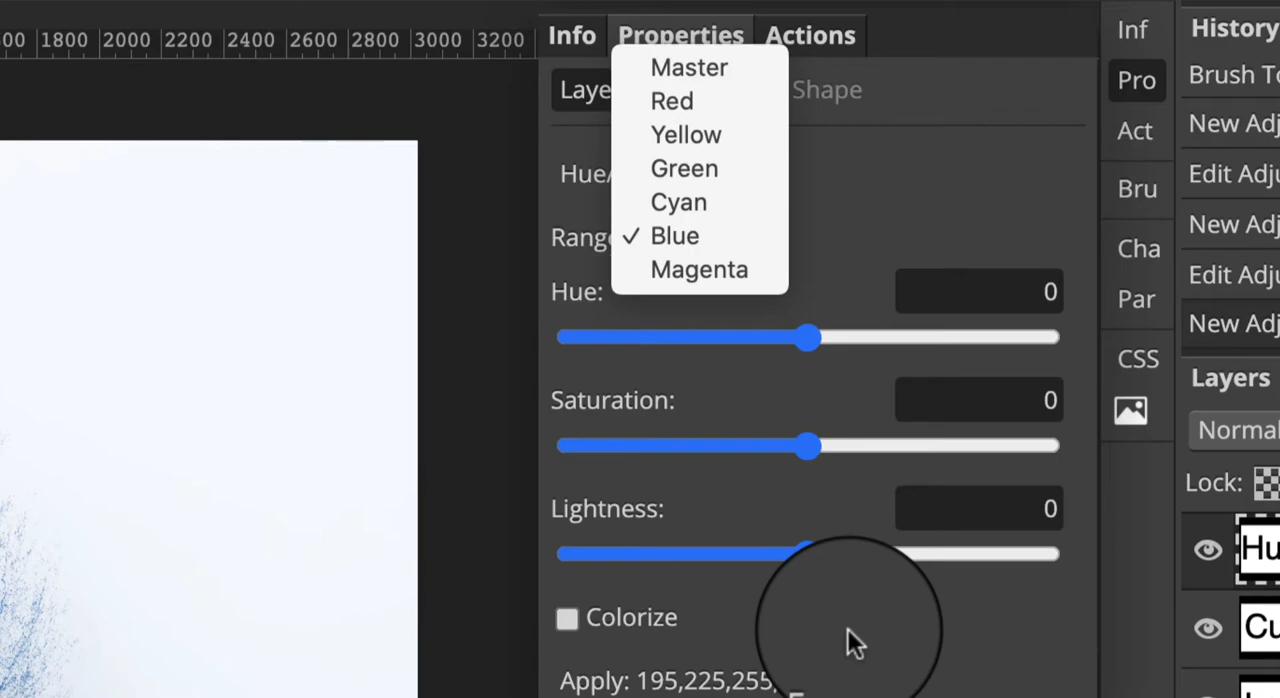 00 1800 2000 2200 2400 2600 2800 3000 3200
Info Properties Actions
Laye Shape
Master
Red
Yellow
Green
Cyan
Blue
Magenta
Hue/
Rang
Hue: 0
Saturation: 0
Lightness: 0
Colorize
Apply: 195,225,255,
Inf
Pro
Act
Bru
Cha
Par
CSS
History
Brush To
New Adj
Edit Adju
New Adj
Edit Adju
New Adj
Layers
Normal
Lock:
Hu
Cu